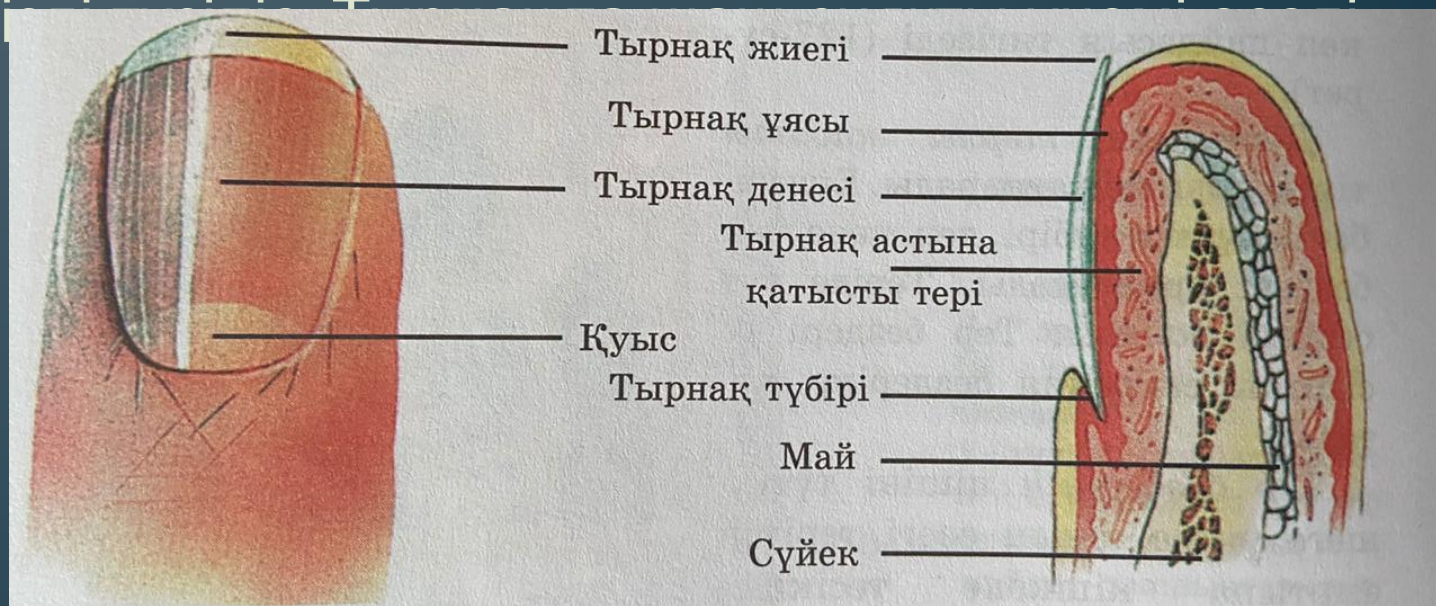 Тырнақ жиегі
Тырнақ ұясы
Тырнақ денесі
Тырнақ астына
қатысты тері
Қуыс
Тырнақ түбірі
Май
Сүйек